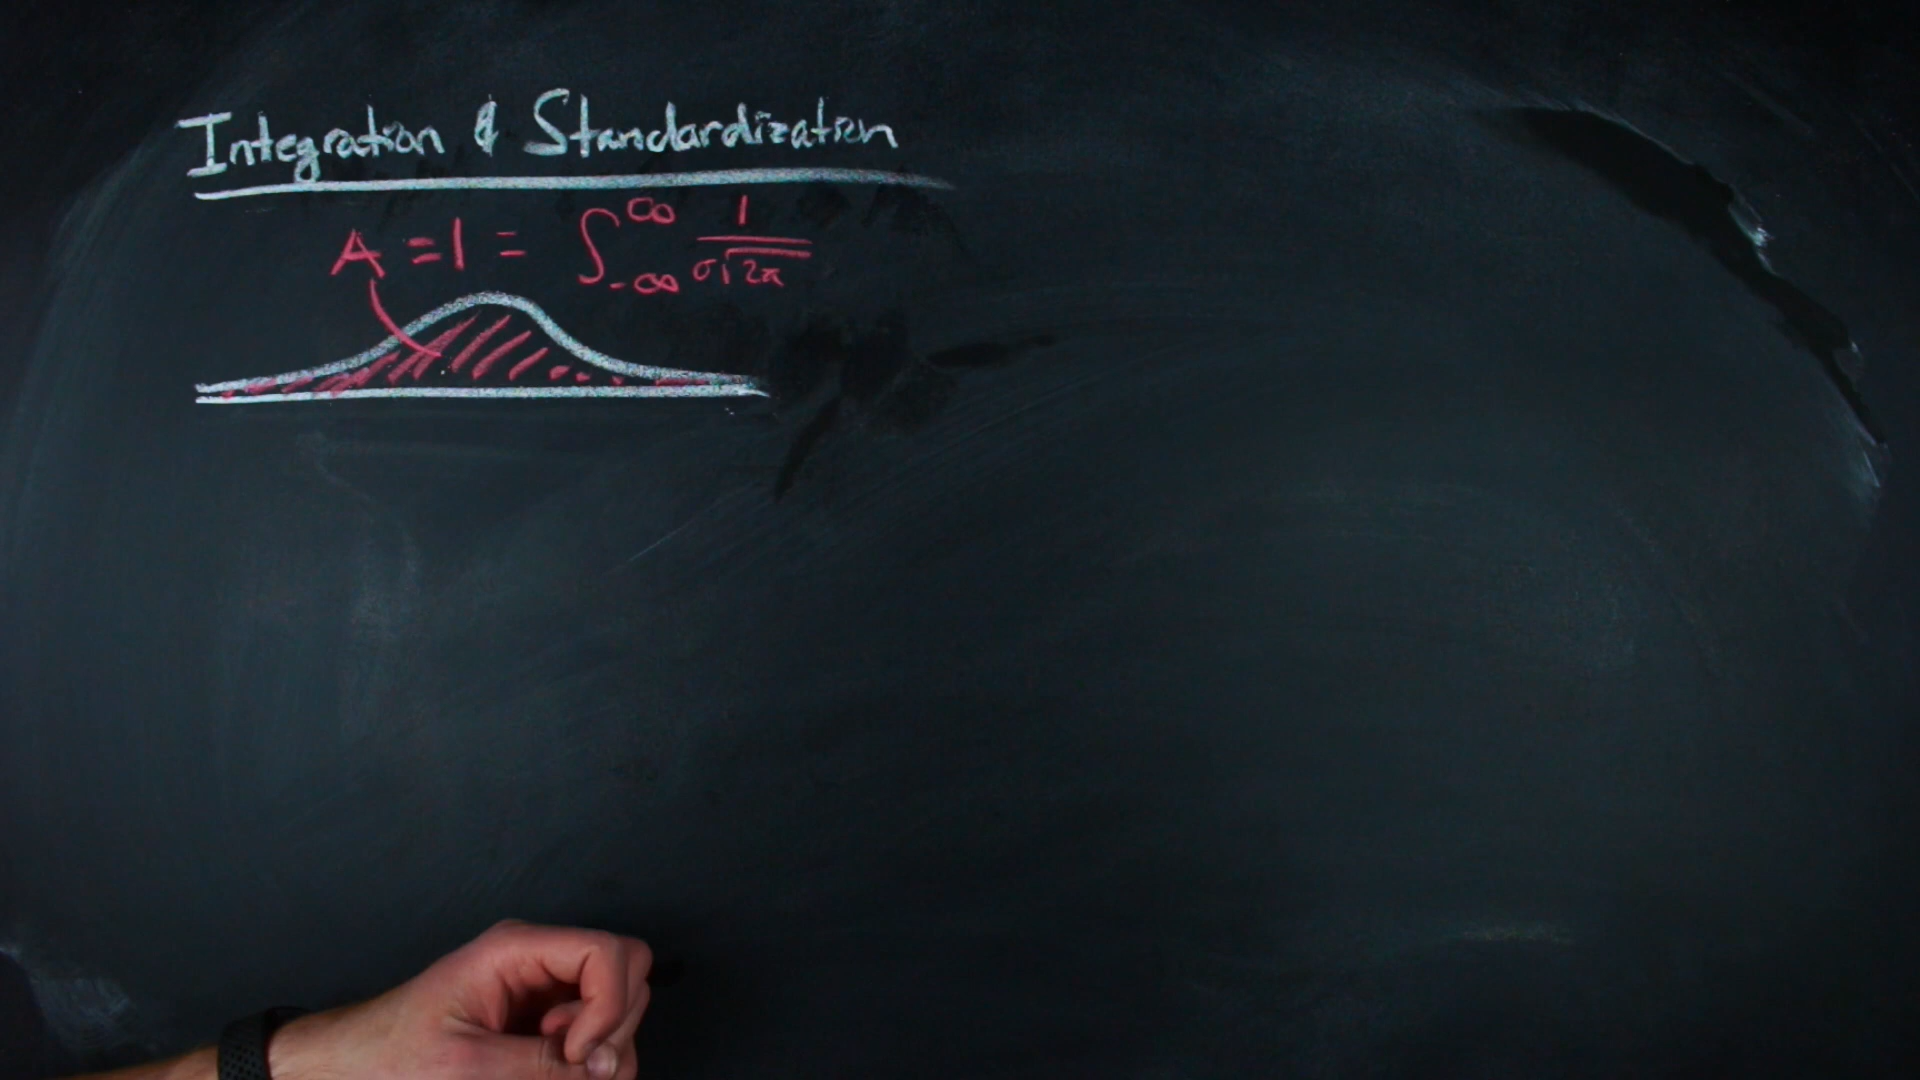 Integration & Standardization
A = 1 = ∫_{-∞}^{∞} 1/(σ√2π)